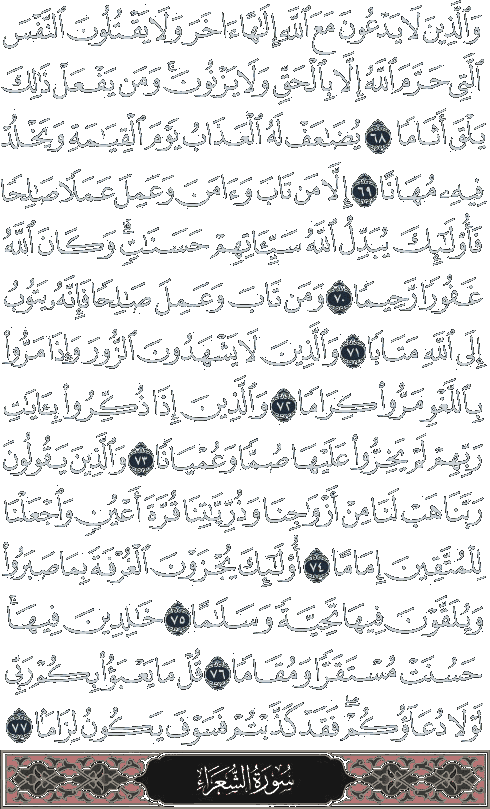 وَٱلَّذِينَ لَا يَدْعُونَ مَعَ ٱللَّهِ إِلَـٰهًا ءَاخَرَ وَلَا يَقْتُلُونَ ٱلنَّفْسَ
ٱلَّتِى حَرَّمَ ٱللَّهُ إِلَّا بِٱلْحَقِّ وَلَا يَزْنُونَ ۚ وَمَن يَفْعَلْ ذَٰلِكَ
يَلْقَ أَثَامًا ٦٨ يُضَـٰعَفْ لَهُ ٱلْعَذَابُ يَوْمَ ٱلْقِيَـٰمَةِ وَيَخْلُدْ
فِيهِۦ مُهَانًا ٦٩ إِلَّا مَن تَابَ وَءَامَنَ وَعَمِلَ عَمَلًا صَـٰلِحًا
فَأُو۟لَـٰٓئِكَ يُبَدِّلُ ٱللَّهُ سَيِّـَٔاتِهِمْ حَسَنَـٰتٍ ۗ وَكَانَ ٱللَّهُ
غَفُورًا رَّحِيمًا ٧٠ وَمَن تَابَ وَعَمِلَ صَـٰلِحًا فَإِنَّهُۥ يَتُوبُ
إِلَى ٱللَّهِ مَتَابًا ٧١ وَٱلَّذِينَ لَا يَشْهَدُونَ ٱلزُّورَ وَإِذَا مَرُّوا۟
بِٱللَّغْوِ مَرُّوا۟ كِرَامًا ٧٢ وَٱلَّذِينَ إِذَا ذُكِّرُوا۟ بِـَٔايَـٰتِ
رَبِّهِمْ لَمْ يَخِرُّوا۟ عَلَيْهَا صُمًّا وَعُمْيَانًا ٧٣ وَٱلَّذِينَ يَقُولُونَ
رَبَّنَا هَبْ لَنَا مِنْ أَزْوَٰجِنَا وَذُرِّيَّـٰتِنَا قُرَّةَ أَعْيُنٍ وَٱجْعَلْنَا
لِلْمُتَّقِينَ إِمَامًا ٧٤ أُو۟لَـٰٓئِكَ يُجْزَوْنَ ٱلْغُرْفَةَ بِمَا صَبَرُوا۟
وَيُلَقَّوْنَ فِيهَا تَحِيَّةً وَسَلَـٰمًا ٧٥ خَـٰلِدِينَ فِيهَا ۚ
حَسُنَتْ مُسْتَقَرًّا وَمُقَامًا ٧٦ قُلْ مَا يَعْبَؤُا۟ بِكُمْ رَبِّى
لَوْلَا دُعَآؤُكُمْ ۖ فَقَدْ كَذَّبْتُمْ فَسَوْفَ يَكُونُ لِزَامًۢا ٧٧
سُورَةُ الشُّعَرَاءِ